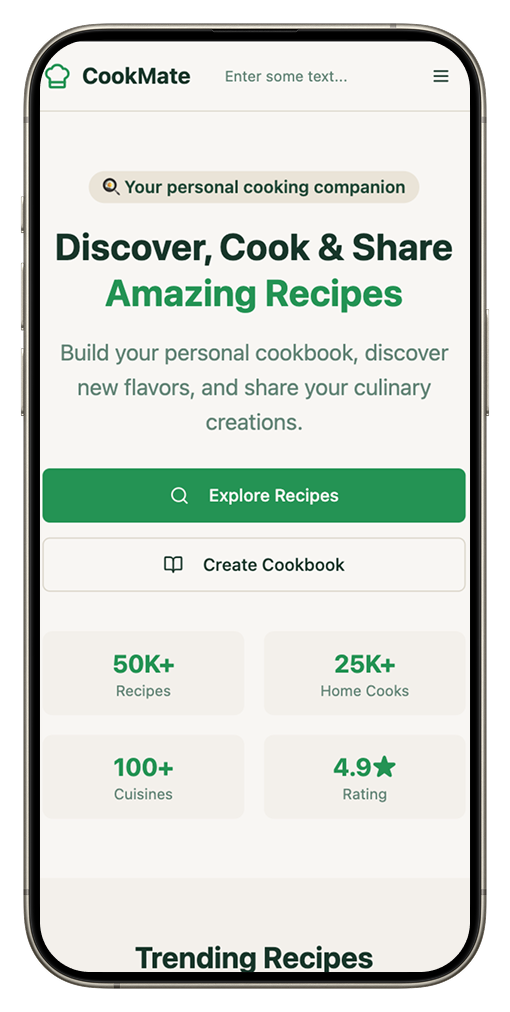 CookMate
Enter some text...
Your personal cooking companion
Discover, Cook & Share
Amazing Recipes
Build your personal cookbook, discover
new flavors, and share your culinary
creations.
Explore Recipes
Create Cookbook
50K+
Recipes
25K+
Home Cooks
100+
Cuisines
4.9★
Rating
Trending Recipes